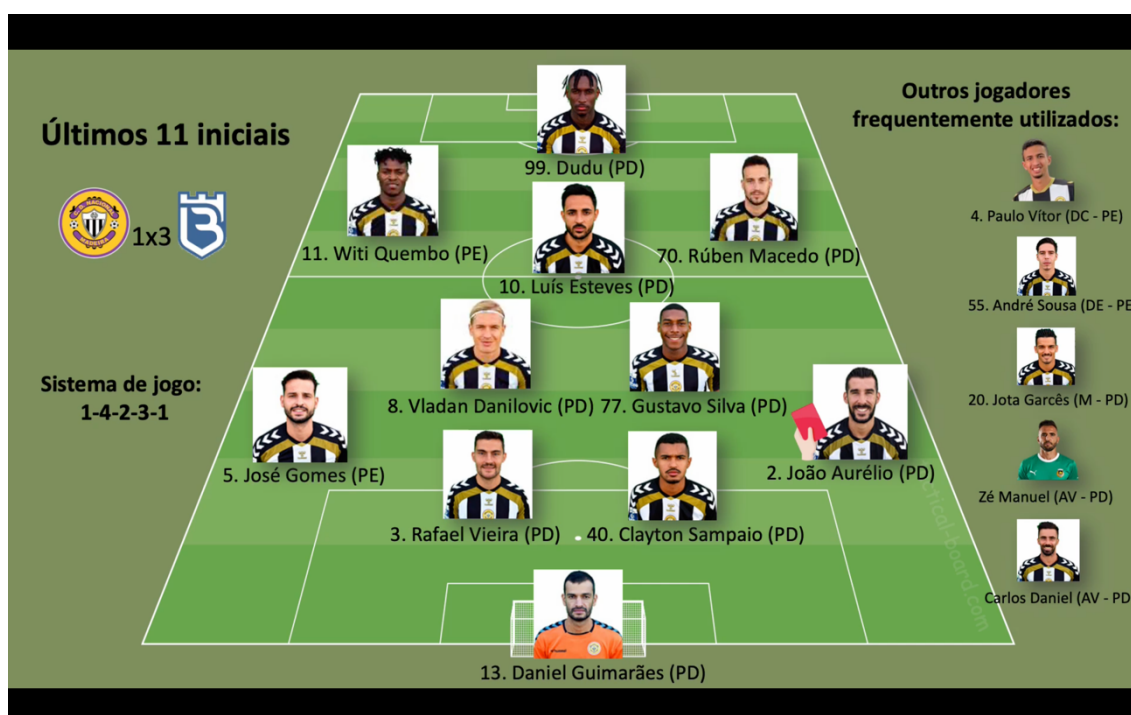 Últimos 11 iniciais
1x3
Sistema de jogo:
1-4-2-3-1
99. Dudu (PD)
11. Witi Quembo (PE)
70. Rúben Macedo (PD)
10. Luís Esteves (PD)
8. Vladan Danilovic (PD)
77. Gustavo Silva (PD)
5. José Gomes (PE)
2. João Aurélio (PD)
3. Rafael Vieira (PD)
40. Clayton Sampaio (PD)
13. Daniel Guimarães (PD)
Outros jogadores
frequentemente utilizados:
4. Paulo Vítor (DC - PE)
55. André Sousa (DE - PE
20. Jota Garcês (M - PD)
Zé Manuel (AV - PD)
Carlos Daniel (AV - PD
tical-board.com